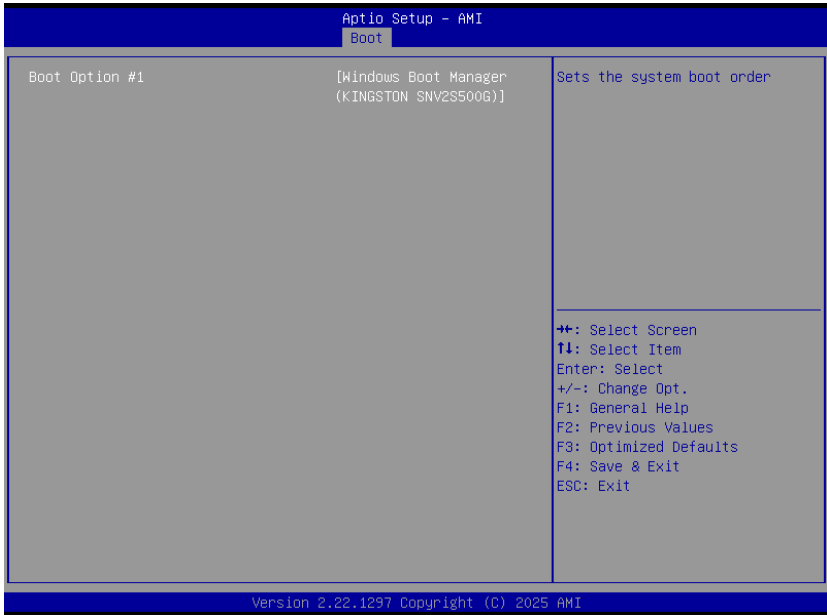 Aptio Setup – AMI
Boot
Boot Option #1 [Windows Boot Manager
(KINGSTON SNV2S500G)]
Sets the system boot order
→←: Select Screen
↑↓: Select Item
Enter: Select
+/-: Change Opt.
F1: General Help
F2: Previous Values
F3: Optimized Defaults
F4: Save & Exit
ESC: Exit
Version 2.22.1297 Copyright (C) 2025 AMI